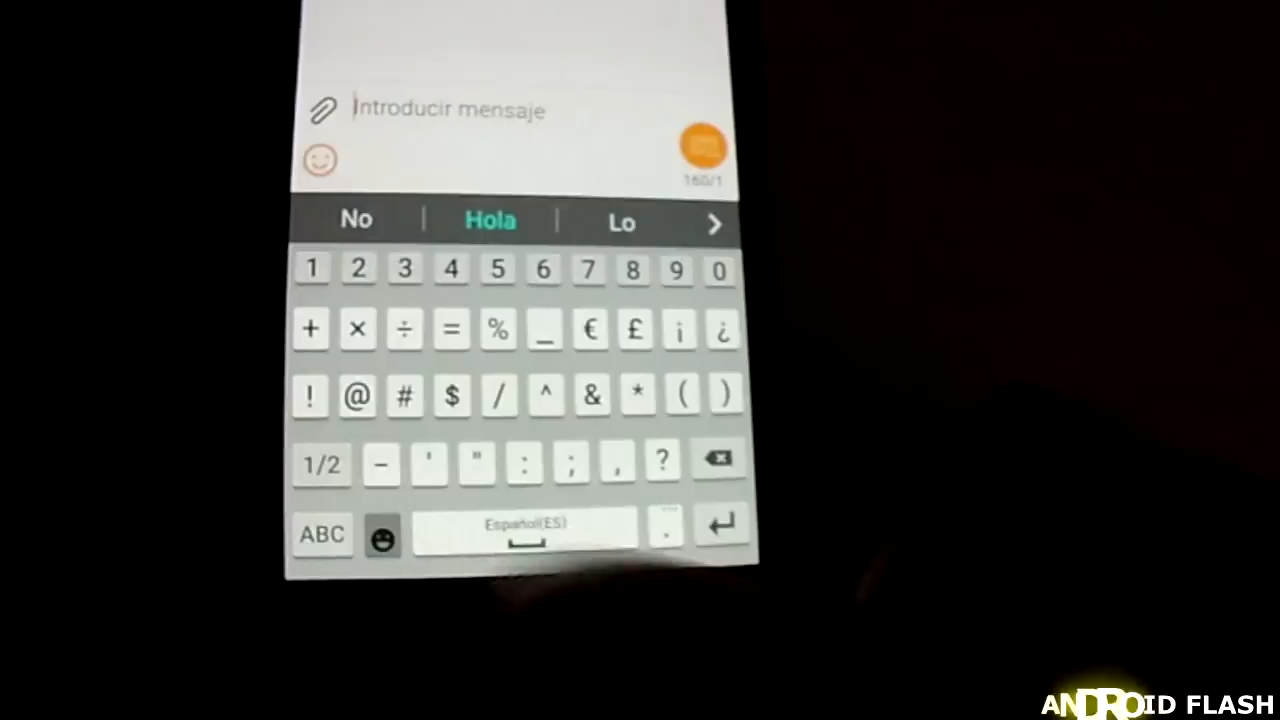 Introducir mensaje
160/1
No Hola Lo
1 2 3 4 5 6 7 8 9 0
+ × ÷ = % _ € £ ¡ ¿
! @ # $ / ^ & * ( )
1/2 - ' " : ; , ?
ABC Español(ES) .
ANDROID FLASH